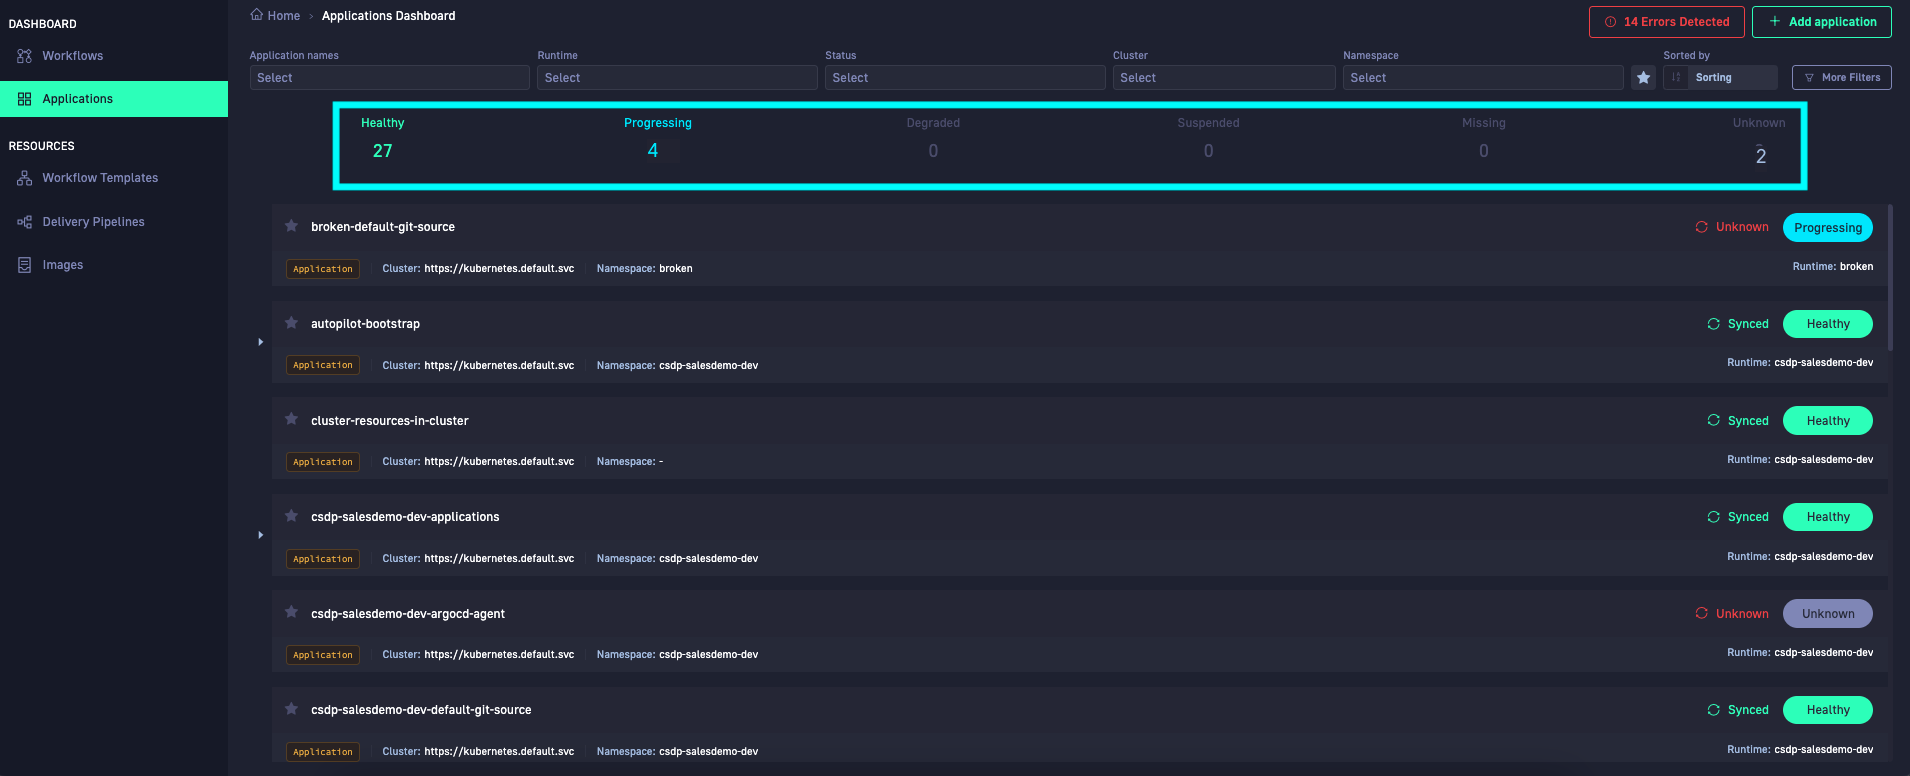 DASHBOARD
Workflows
Applications
RESOURCES
Workflow Templates
Delivery Pipelines
Images
Home › Applications Dashboard
14 Errors Detected
Add application
Application names
Select
Runtime
Select
Status
Select
Cluster
Select
Namespace
Select
Sorted by
Sorting
More Filters
Healthy
27
Progressing
4
Degraded
0
Suspended
0
Missing
0
Unknown
2
broken-default-git-source
Unknown
Progressing
Application
Cluster: https://kubernetes.default.svc
Namespace: broken
Runtime: broken
autopilot-bootstrap
Synced
Healthy
Application
Cluster: https://kubernetes.default.svc
Namespace: csdp-salesdemo-dev
Runtime: csdp-salesdemo-dev
cluster-resources-in-cluster
Synced
Healthy
Application
Cluster: https://kubernetes.default.svc
Namespace: -
Runtime: csdp-salesdemo-dev
csdp-salesdemo-dev-applications
Synced
Healthy
Application
Cluster: https://kubernetes.default.svc
Namespace: csdp-salesdemo-dev
Runtime: csdp-salesdemo-dev
csdp-salesdemo-dev-argocd-agent
Unknown
Unknown
Application
Cluster: https://kubernetes.default.svc
Namespace: csdp-salesdemo-dev
Runtime: csdp-salesdemo-dev
csdp-salesdemo-dev-default-git-source
Synced
Healthy
Application
Cluster: https://kubernetes.default.svc
Namespace: csdp-salesdemo-dev
Runtime: csdp-salesdemo-dev